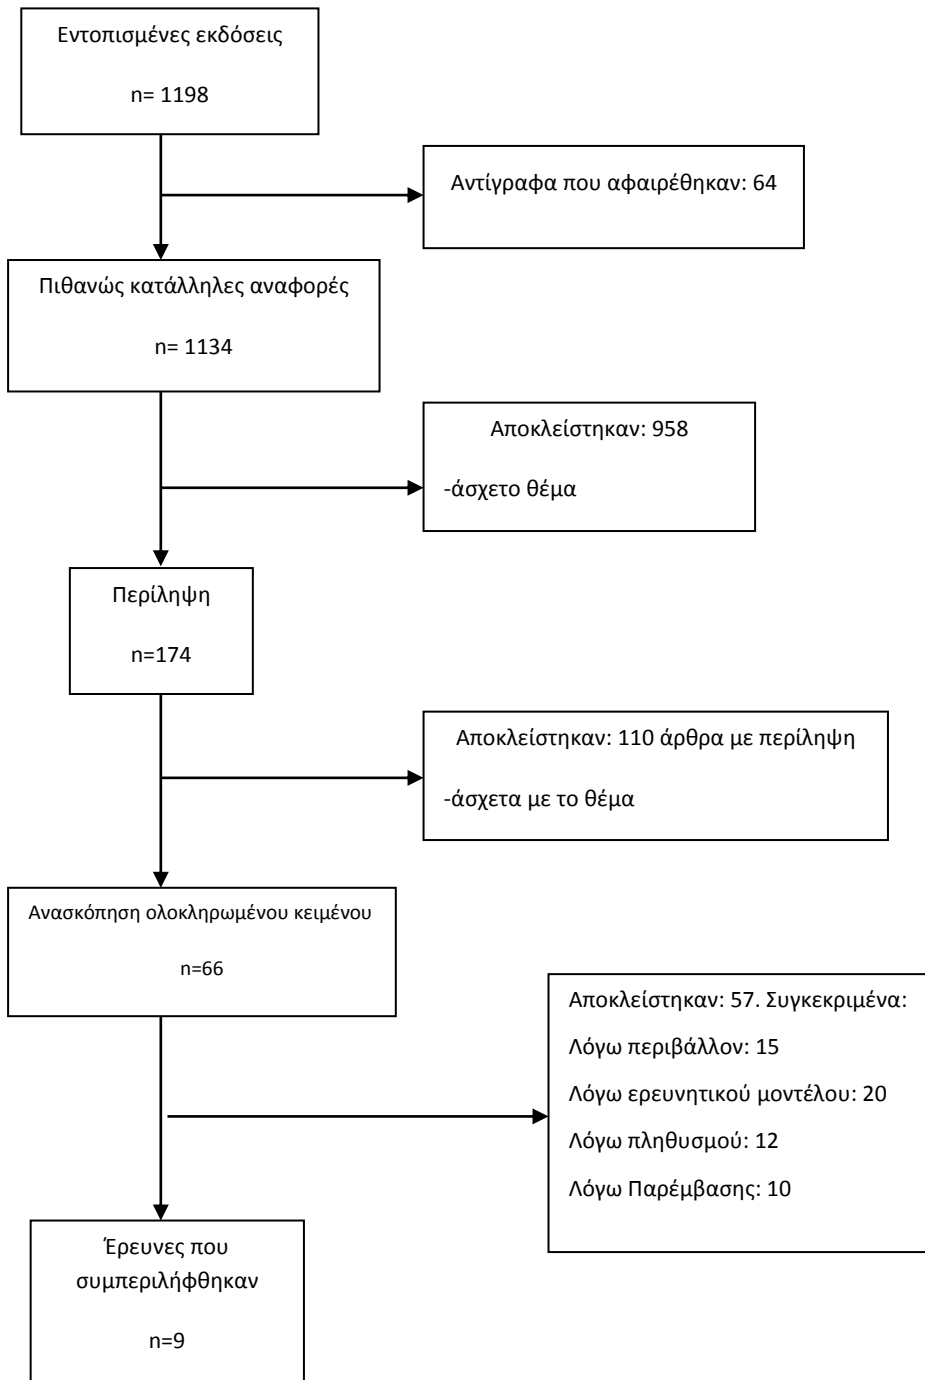 Εντοπισμένες εκδόσεις
n= 1198
Αντίγραφα που αφαιρέθηκαν: 64
Πιθανώς κατάλληλες αναφορές
n= 1134
Αποκλείστηκαν: 958
-άσχετο θέμα
Περίληψη
n=174
Αποκλείστηκαν: 110 άρθρα με περίληψη
-άσχετα με το θέμα
Ανασκόπηση ολοκληρωμένου κειμένου
n=66
Αποκλείστηκαν: 57. Συγκεκριμένα:
Λόγω περιβάλλον: 15
Λόγω ερευνητικού μοντέλου: 20
Λόγω πληθυσμού: 12
Λόγω Παρέμβασης: 10
Έρευνες που
συμπεριλήφθηκαν
n=9